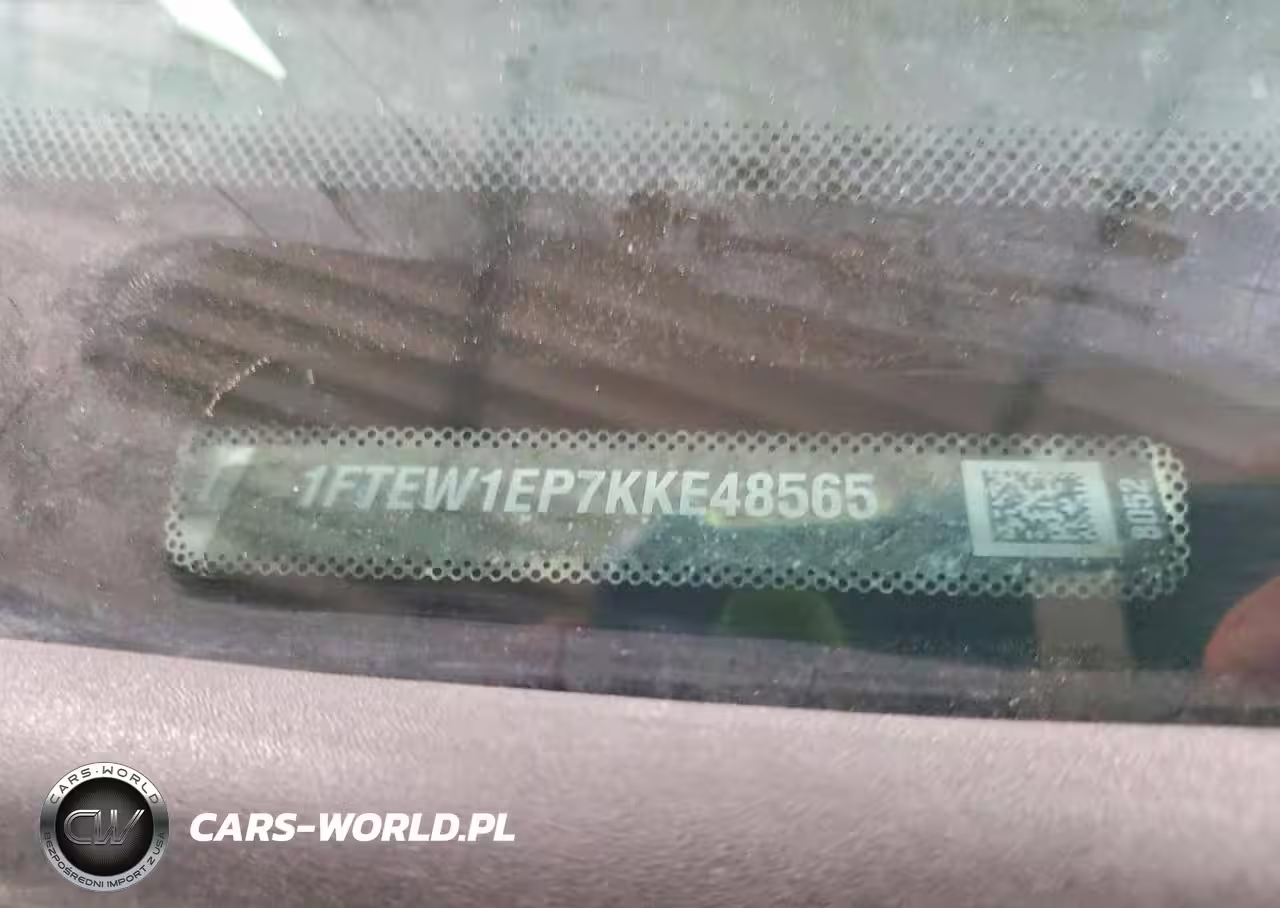 1FTEW1EP7KKE48565
8052
CARS-WORLD
CW
BEZPOŚREDNI IMPORT Z USA
CARS-WORLD.PL